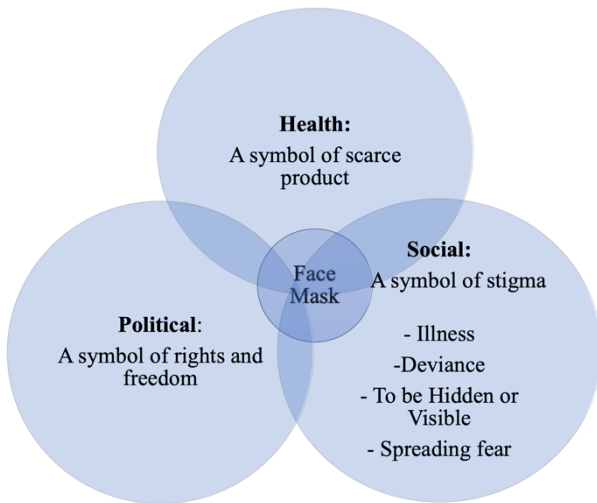 Health:
A symbol of scarce
product
Face
Mask
Social:
A symbol of stigma
- Illness
-Deviance
- To be Hidden or
Visible
- Spreading fear
Political:
A symbol of rights and
freedom